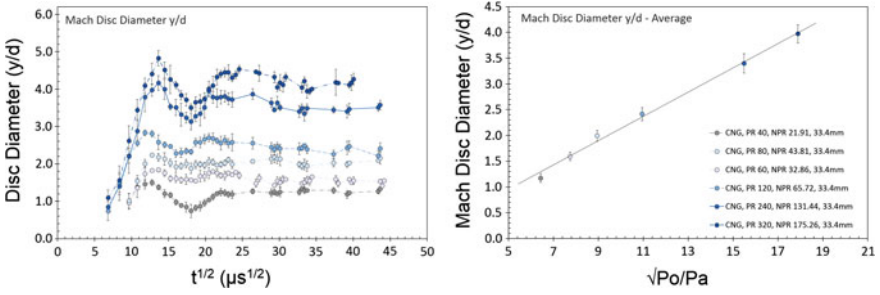 Mach Disc Diameter y/d
Disc Diameter (y/d)
6.0
5.0
4.0
3.0
2.0
1.0
0.0
0 5 10 15 20 25 30 35 40 45 50
t1/2 (μs1/2)
Mach Disc Diameter y/d - Average
Mach Disc Diameter (y/d)
4.5
4.0
3.5
3.0
2.5
2.0
1.5
1.0
0.5
0.0
CNG, PR 40, NPR 21.91, 33.4mm
CNG, PR 80, NPR 43.81, 33.4mm
CNG, PR 60, NPR 32.86, 33.4mm
CNG, PR 120, NPR 65.72, 33.4mm
CNG, PR 240, NPR 131.44, 33.4mm
CNG, PR 320, NPR 175.26, 33.4mm
5 7 9 11 13 15 17 19 21
√Po/Pa